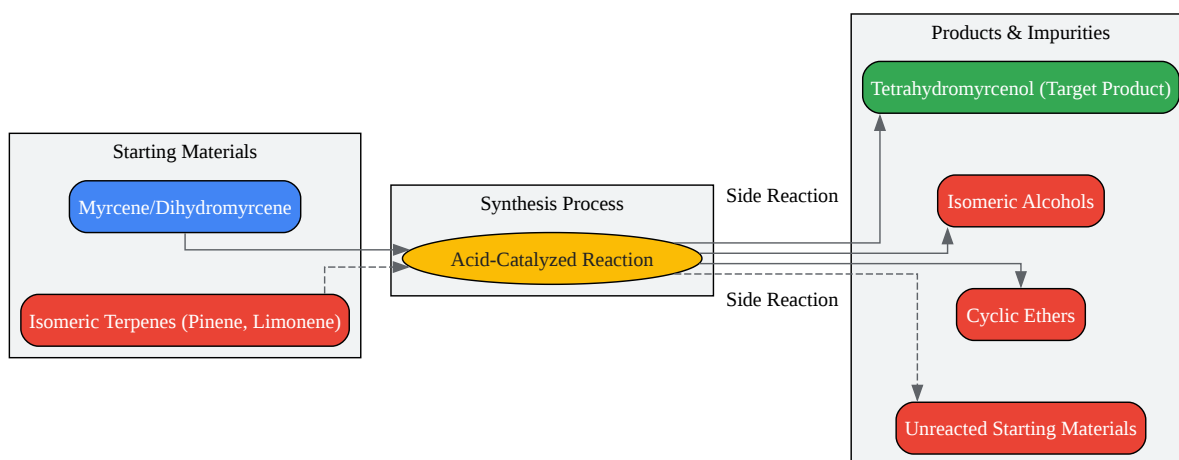 Starting Materials
Myrcene/Dihydromyrcene
Isomeric Terpenes (Pinene, Limonene)
Synthesis Process
Acid-Catalyzed Reaction
Side Reaction
Side Reaction
Products & Impurities
Tetrahydromyrcenol (Target Product)
Isomeric Alcohols
Cyclic Ethers
Unreacted Starting Materials